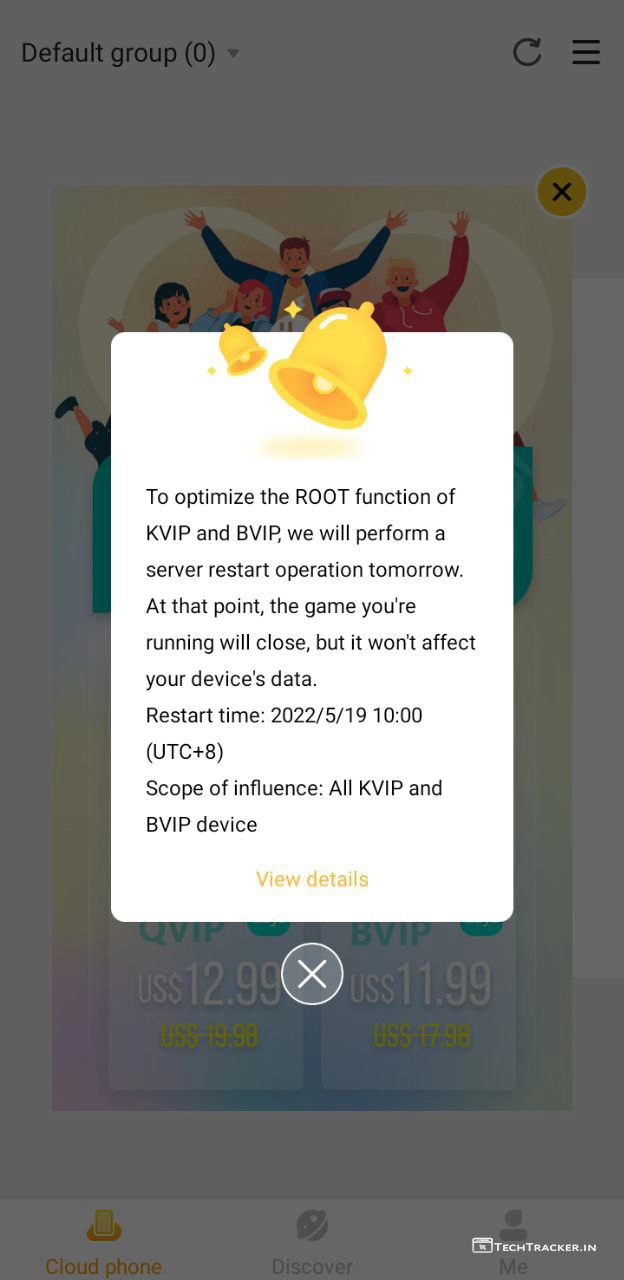 Default group (0)
To optimize the ROOT function of
KVIP and BVIP, we will perform a
server restart operation tomorrow.
At that point, the game you're
running will close, but it won't affect
your device's data.
Restart time: 2022/5/19 10:00
(UTC+8)
Scope of influence: All KVIP and
BVIP device
View details
QVIP BVIP
US$12.99 US$11.99
US$ 19.98 US$ 17.98
Cloud phone Discover Me
TECHTRACKER.IN